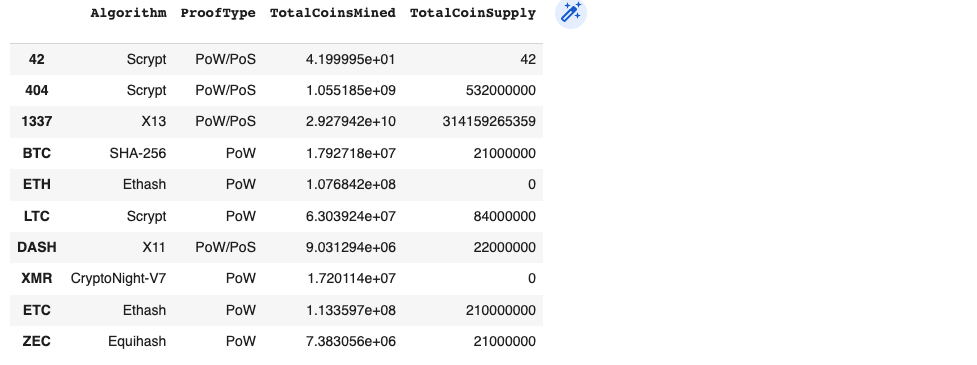 Algorithm ProofType TotalCoinsMined TotalCoinSupply
42 Scrypt PoW/PoS 4.199995e+01 42
404 Scrypt PoW/PoS 1.055185e+09 532000000
1337 X13 PoW/PoS 2.927942e+10 314159265359
BTC SHA-256 PoW 1.792718e+07 21000000
ETH Ethash PoW 1.076842e+08 0
LTC Scrypt PoW 6.303924e+07 84000000
DASH X11 PoW/PoS 9.031294e+06 22000000
XMR CryptoNight-V7 PoW 1.720114e+07 0
ETC Ethash PoW 1.133597e+08 210000000
ZEC Equihash PoW 7.383056e+06 21000000